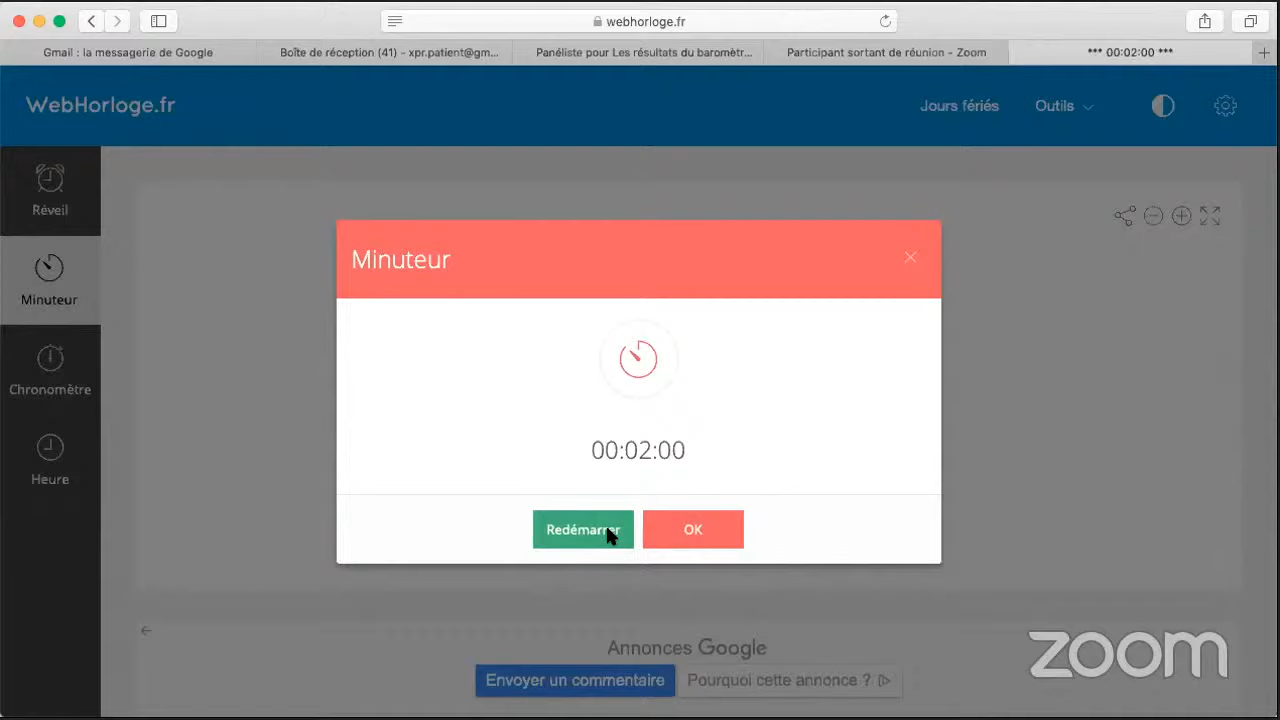 webhorloge.fr
Gmail : la messagerie de Google
Boîte de réception (41) - xpr.patient@gm...
Panéliste pour Les résultats du baromètr...
Participant sortant de réunion - Zoom
*** 00:02:00 ***
WebHorloge.fr
Jours fériés
Outils
Réveil
Minuteur
Chronomètre
Heure
Minuteur
00:02:00
Redémarrer
OK
Annonces Google
Envoyer un commentaire
Pourquoi cette annonce ?
zoom